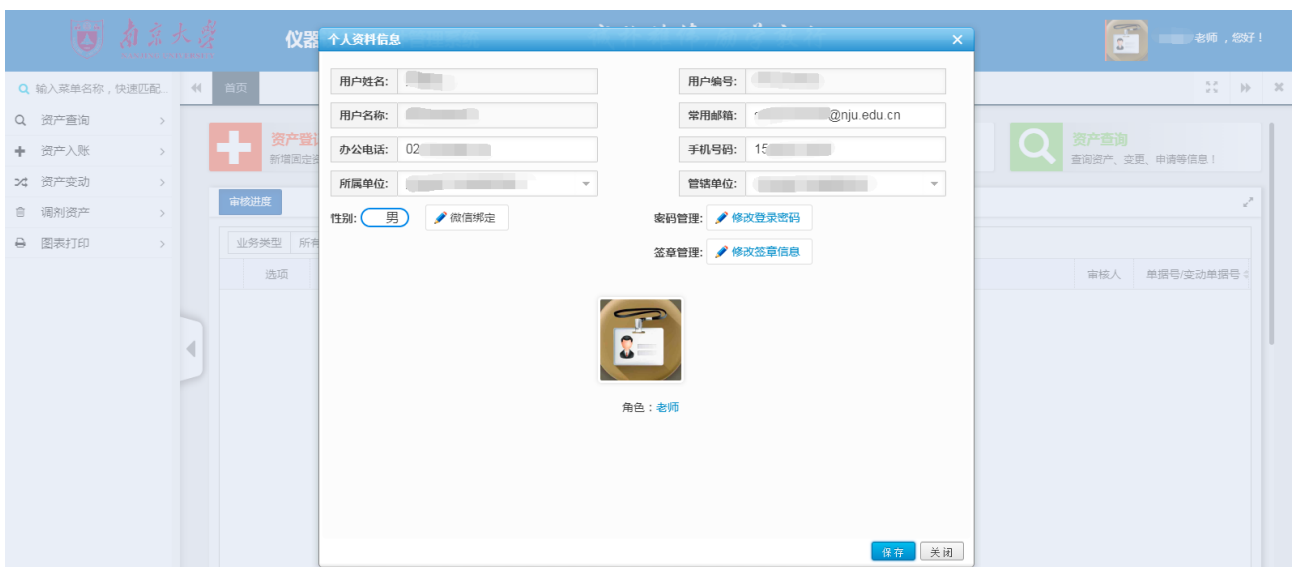 南京大学
仪器
个人资料信息
老师，您好！
输入菜单名称，快速匹配...
首页
资产查询
资产入账
资产变动
调剂资产
图表打印
资产登记
新增固定资
资产查询
查询资产、变更、申请等信息！
审核进度
业务类型 所有
选项
审核人 单据号/变动单据号
用户姓名:
用户编号:
用户名称:
常用邮箱: @nju.edu.cn
办公电话: 02
手机号码: 15
所属单位:
管辖单位:
性别: 男 微信绑定
密码管理: 修改登录密码
签章管理: 修改签章信息
角色：老师
保存 关闭